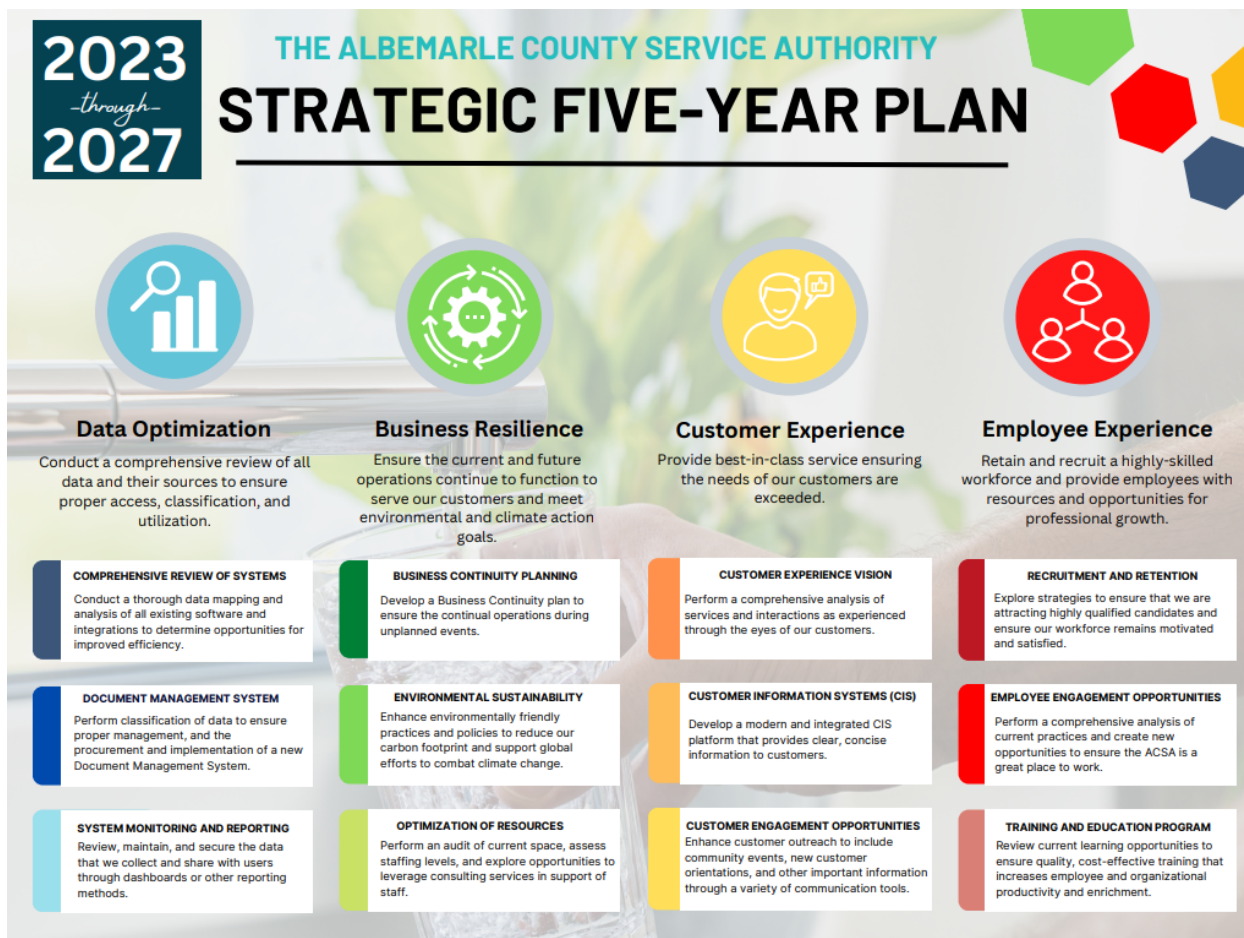 2023
-through-
2027
THE ALBEMARLE COUNTY SERVICE AUTHORITY
STRATEGIC FIVE-YEAR PLAN
Data Optimization
Conduct a comprehensive review of all
data and their sources to ensure
proper access, classification, and
utilization.
COMPREHENSIVE REVIEW OF SYSTEMS
Conduct a thorough data mapping and
analysis of all existing software and
integrations to determine opportunities for
improved efficiency.
DOCUMENT MANAGEMENT SYSTEM
Perform classification of data to ensure
proper management, and the
procurement and implementation of a new
Document Management System.
SYSTEM MONITORING AND REPORTING
Review, maintain, and secure the data
that we collect and share with users
through dashboards or other reporting
methods.
Business Resilience
Ensure the current and future
operations continue to function to
serve our customers and meet
environmental and climate action
goals.
BUSINESS CONTINUITY PLANNING
Develop a Business Continuity plan to
ensure the continual operations during
unplanned events.
ENVIRONMENTAL SUSTAINABILITY
Enhance environmentally friendly
practices and policies to reduce our
carbon footprint and support global
efforts to combat climate change.
OPTIMIZATION OF RESOURCES
Perform an audit of current space, assess
staffing levels, and explore opportunities to
leverage consulting services in support of
staff.
Customer Experience
Provide best-in-class service ensuring
the needs of our customers are
exceeded.
CUSTOMER EXPERIENCE VISION
Perform a comprehensive analysis of
services and interactions as experienced
through the eyes of our customers.
CUSTOMER INFORMATION SYSTEMS (CIS)
Develop a modern and integrated CIS
platform that provides clear, concise
information to customers.
CUSTOMER ENGAGEMENT OPPORTUNITIES
Enhance customer outreach to include
community events, new customer
orientations, and other important information
through a variety of communication tools.
Employee Experience
Retain and recruit a highly-skilled
workforce and provide employees with
resources and opportunities for
professional growth.
RECRUITMENT AND RETENTION
Explore strategies to ensure that we are
attracting highly qualified candidates and
ensure our workforce remains motivated
and satisfied.
EMPLOYEE ENGAGEMENT OPPORTUNITIES
Perform a comprehensive analysis of
current practices and create new
opportunities to ensure the ACSA is a
great place to work.
TRAINING AND EDUCATION PROGRAM
Review current learning opportunities to
ensure quality, cost-effective training that
increases employee and organizational
productivity and enrichment.